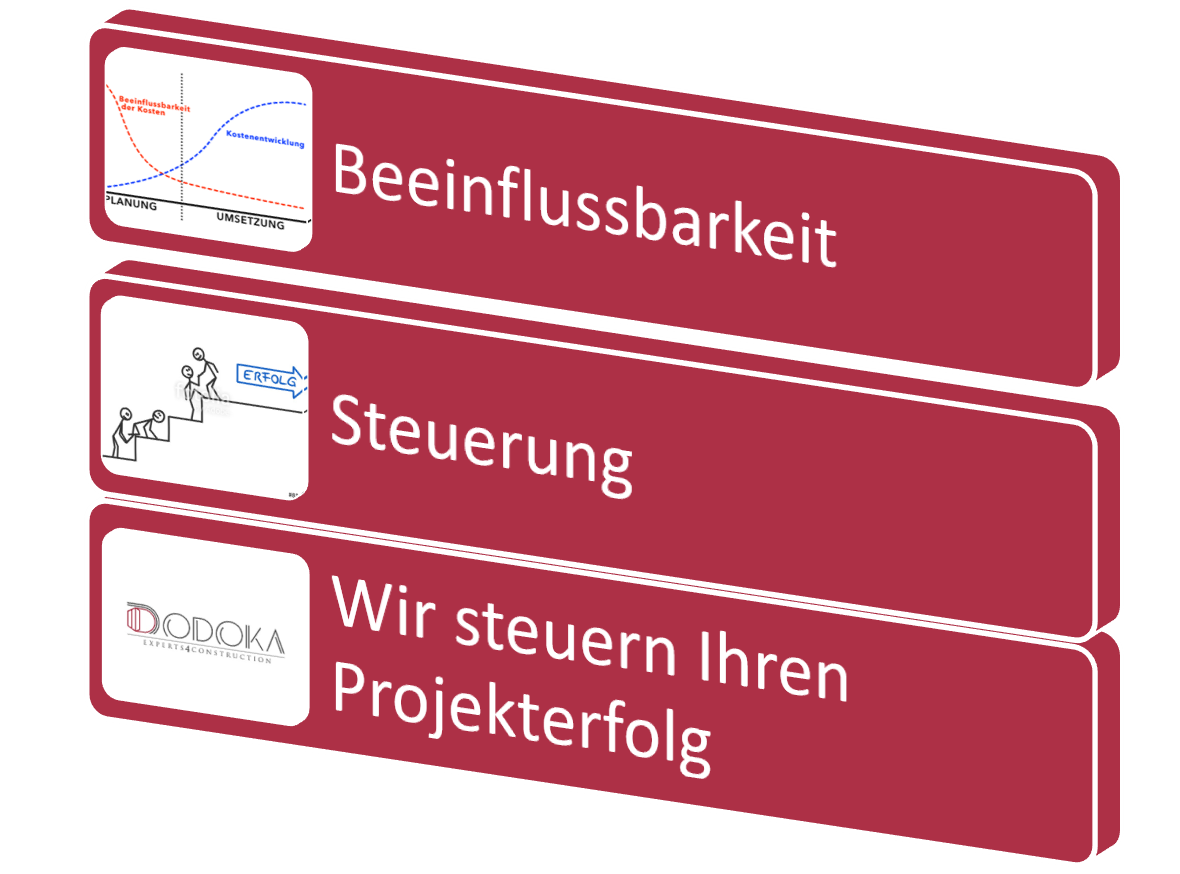 Beeinflussbarkeit
der Kosten
Kostenentwicklung
PLANUNG
UMSETZUNG
Beeinflussbarkeit
ERFOLG
Steuerung
DODOKA
EXPERTS4CONSTRUCTION
Wir steuern Ihren
Projekterfolg